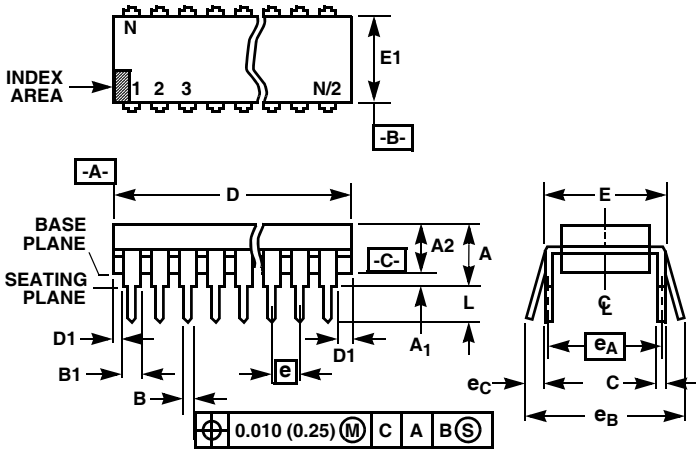 N
E1
INDEX
AREA
1 2 3 N/2
-B-
-A-
D
E
BASE
PLANE
A2
A
-C-
SEATING
PLANE
L
C
L
D1
A1
D1
eA
B1
e
eC
C
B
eB
0.010 (0.25) M C A B S